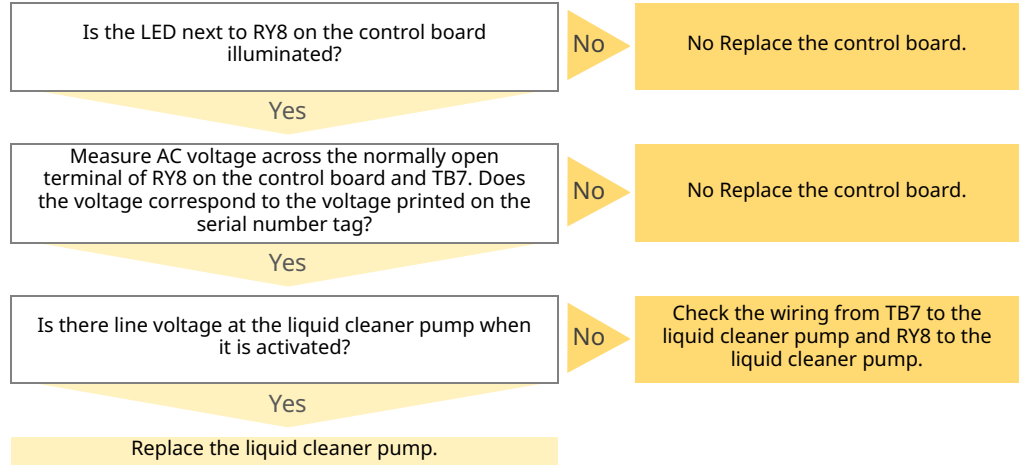 Is the LED next to RY8 on the control board
illuminated?
No
No Replace the control board.
Yes
Measure AC voltage across the normally open
terminal of RY8 on the control board and TB7. Does
the voltage correspond to the voltage printed on the
serial number tag?
No
No Replace the control board.
Yes
Is there line voltage at the liquid cleaner pump when
it is activated?
No
Check the wiring from TB7 to the
liquid cleaner pump and RY8 to the
liquid cleaner pump.
Yes
Replace the liquid cleaner pump.